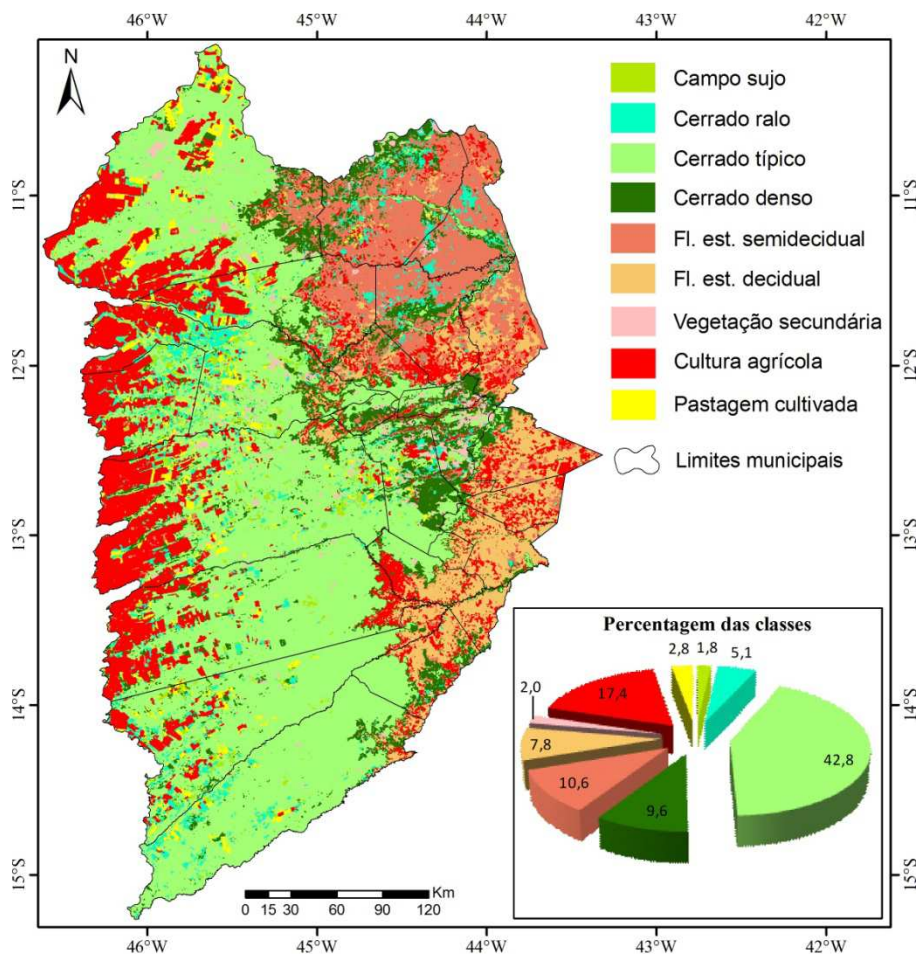 46°W 45°W 44°W 43°W 42°W
N
Campo sujo
Cerrado ralo
Cerrado típico
Cerrado denso
Fl. est. semidecidual
Fl. est. decidual
Vegetação secundária
Cultura agrícola
Pastagem cultivada
Limites municipais
11°S 11°S
12°S 12°S
13°S 13°S
14°S 14°S
15°S 15°S
Percentagem das classes
2,8 1,8 5,1
17,4
2,0
7,8
42,8
10,6
9,6
Km
0 15 30 60 90 120
46°W 45°W 44°W 43°W 42°W